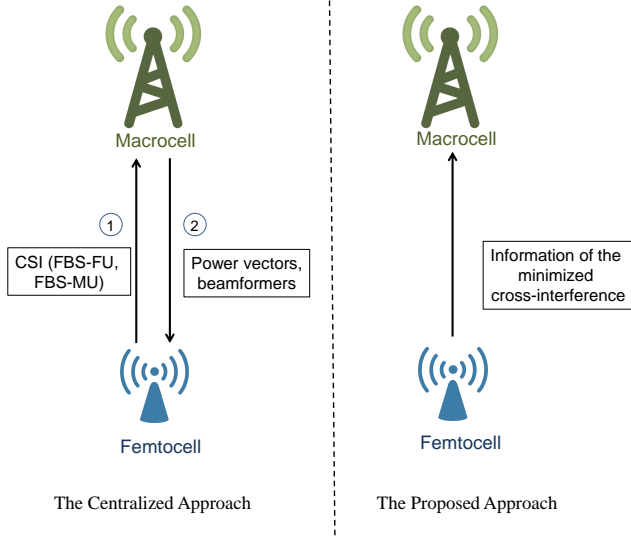 Macrocell
1
2
CSI (FBS-FU,
FBS-MU)
Power vectors,
beamformers
Femtocell
The Centralized Approach
Macrocell
Information of the
minimized
cross-interference
Femtocell
The Proposed Approach